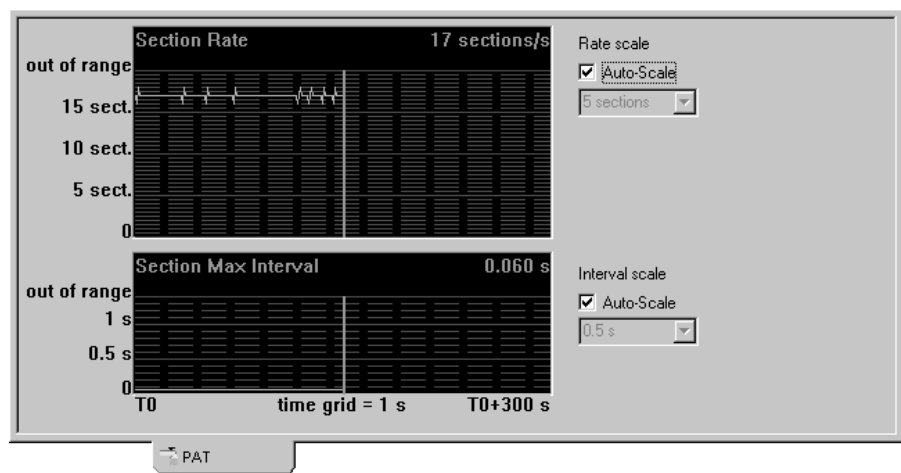 Section Rate 17 sections/s
out of range
15 sect.
10 sect.
5 sect.
0
Rate scale
Auto-Scale
5 sections
Section Max Interval 0.060 s
out of range
1 s
0.5 s
0
T0 time grid = 1 s T0+300 s
Interval scale
Auto-Scale
0.5 s
PAT